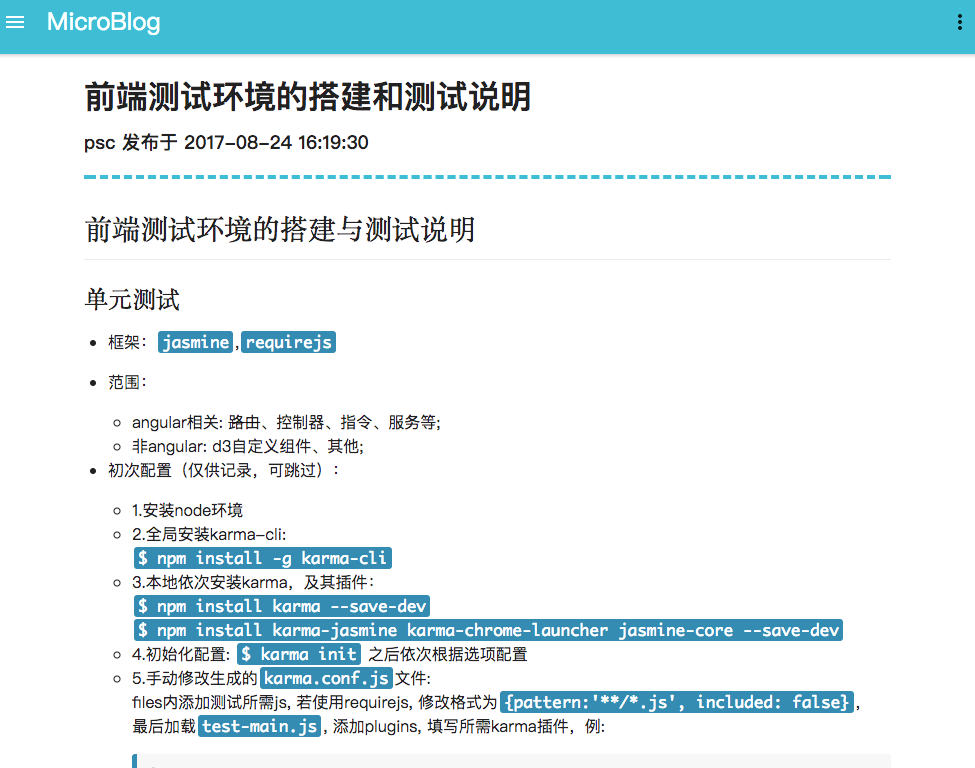 MicroBlog
前端测试环境的搭建和测试说明
psc 发布于 2017-08-24 16:19:30
前端测试环境的搭建与测试说明
单元测试
框架： jasmine,requirejs
范围：
angular相关: 路由、控制器、指令、服务等;
非angular: d3自定义组件、其他;
初次配置（仅供记录，可跳过）：
1.安装node环境
2.全局安装karma-cli:
$ npm install -g karma-cli
3.本地依次安装karma，及其插件：
$ npm install karma --save-dev
$ npm install karma-jasmine karma-chrome-launcher jasmine-core --save-dev
4.初始化配置: $ karma init 之后依次根据选项配置
5.手动修改生成的 karma.conf.js 文件:
files内添加测试所需js, 若使用requirejs, 修改格式为 {pattern:'**/*.js', included: false} ,
最后加载 test-main.js , 添加plugins, 填写所需karma插件，例: